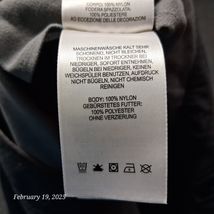 CORPO: 100% NYLON
FODERA SPAZZOLATA:
100% POLIESTERE
AD ECCEZIONE DELLE DECORAZIONI
MASCHINENWÄSCHE KALT SEHR
SCHONEND, NICHT BLEICHEN,
TROCKNER IM TROCKNER BEI
NIEDRIGER, SOFORT ENTNEHMEN,
BÜGELN BEI NIEDRIGER, KEINEN
WEICHSPÜLER BENUTZEN, AUFDRUCK
NICHT BÜGELN, NICHT CHEMISCH
REINIGEN
BODY: 100% NYLON
GEBÜRSTETES FUTTER:
100% POLYESTER
OHNE VERZIERUNG
February 19, 2023